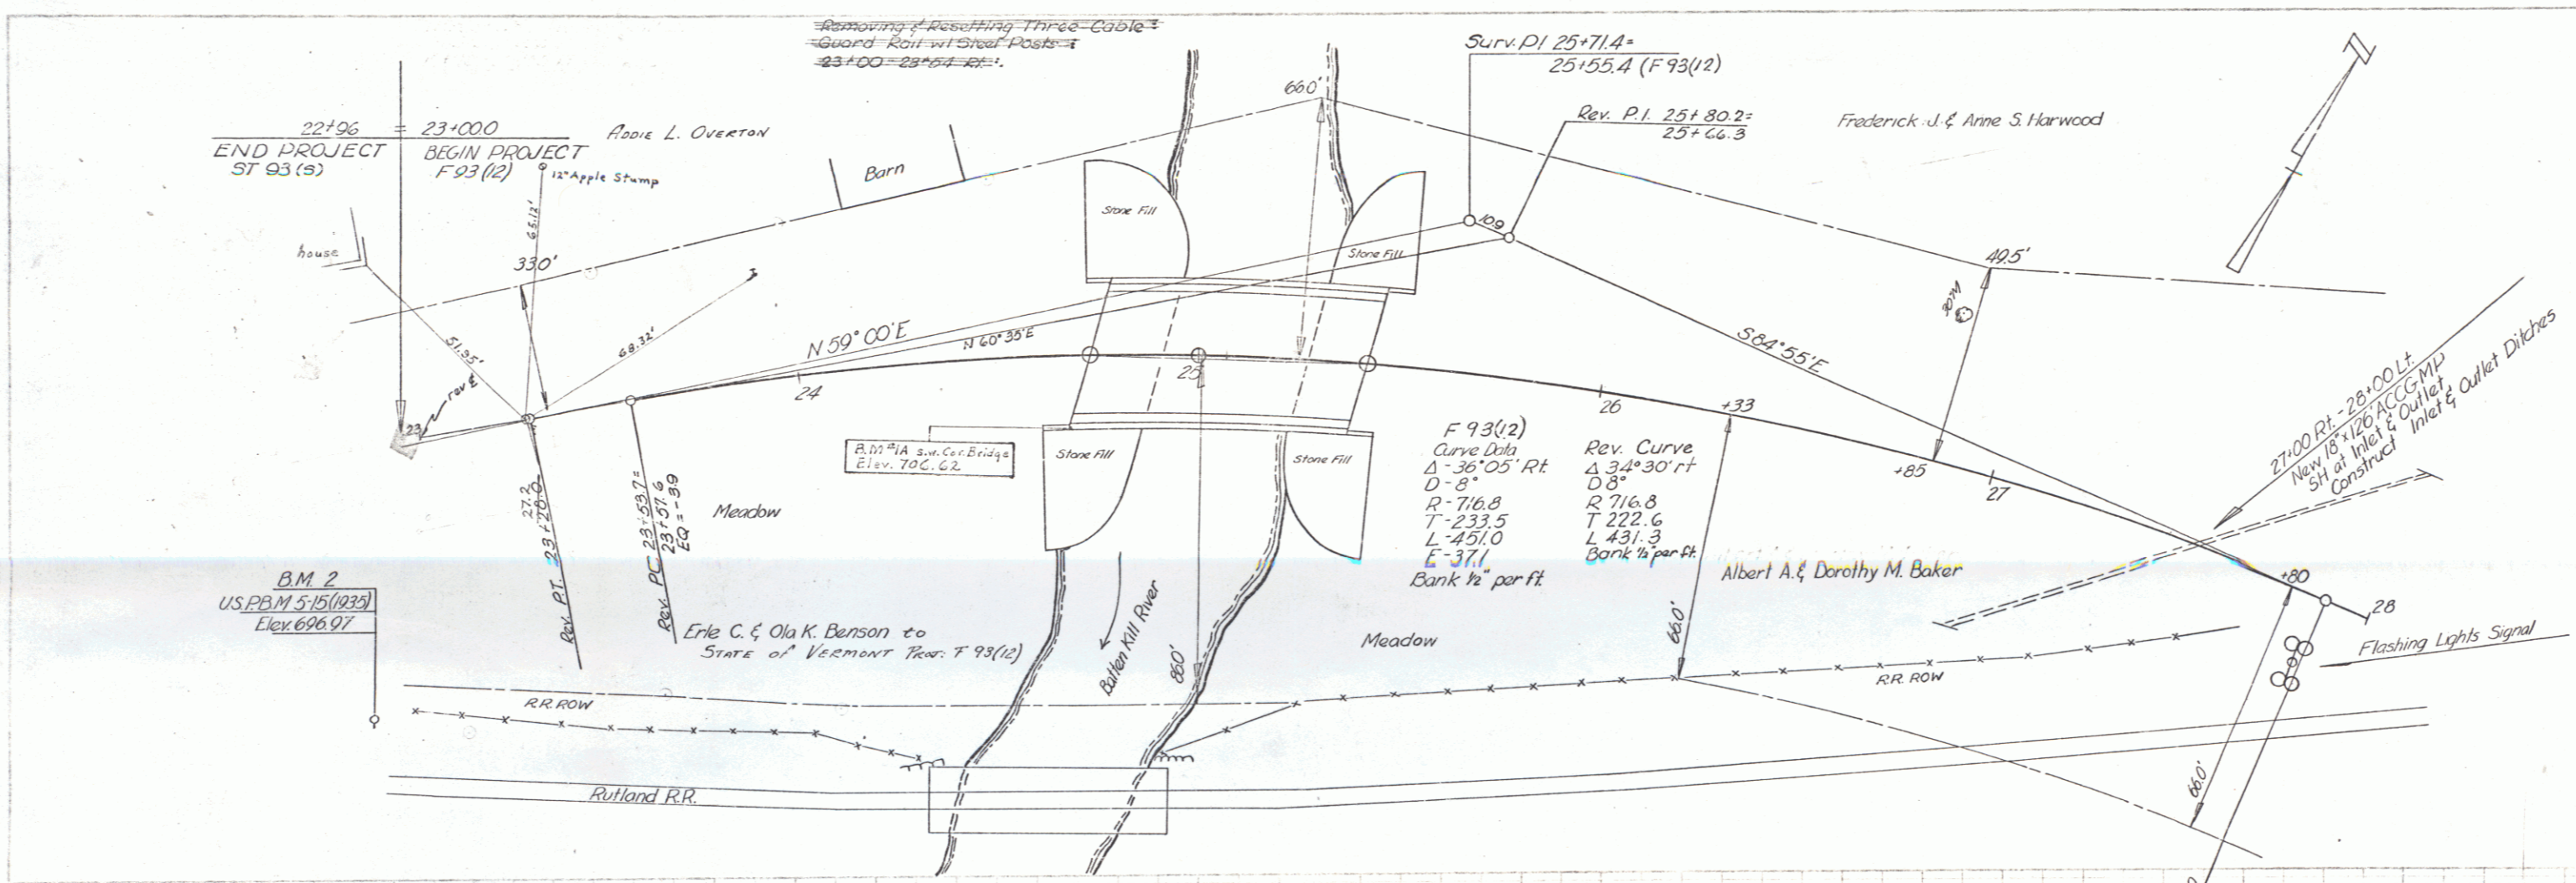 Removing & Resetting Three Cable
Guard Rail w/ Steel Posts
23+00 - 28+64 Rt.
Surv. P.I. 25+71.4=
25+55.4 (F 93(12)
Rev. P.I. 25+80.2=
25+66.3
Frederick J. & Anne S. Harwood
22+96 = 23+000
END PROJECT BEGIN PROJECT
ST 93(S) F 93(12)
ADDIE L. OVERTON
12" Apple Stump
65.12'
house
33.0'
51.35'
68.32'
Barn
660'
Stone Fill
Stone Fill
10.9
49.5'
30"M
N 59° 00' E
N 60° 35' E
S 84° 55' E
rev ℄
23
24
25
26
+33
+85
27
+80
28
27+00 Rt. - 28+00 Lt.
New 18" x 126' ACCGMP
SH at Inlet & Outlet
Construct Inlet & Outlet Ditches
B.M. #1A s.w. Cor. Bridge
Elev. 706.62
Stone Fill
Stone Fill
F 93(12)
Curve Data
Δ - 36° 05' Rt.
D - 8°
R - 716.8
T - 233.5
L - 451.0
E - 37.1
Bank ½" per ft.
Rev. Curve
Δ 34° 30' rt
D 8°
R 716.8
T 222.6
L 431.3
Bank ½" per ft.
27.2
Rev. P.T. 23+28.0
Rev. P.C. 23+53.7=
23+57.6
EQ = -3.9
Meadow
B.M. 2
U.S.P.B.M 5-15 (1935)
Elev. 696.97
Erle C. & Ola K. Benson to
STATE OF VERMONT PROJ: F 93(12)
Batten Kill River
860'
Meadow
66.0'
Albert A. & Dorothy M. Baker
Flashing Lights Signal
R.R. ROW
R.R. ROW
66.0'
Rutland R.R.